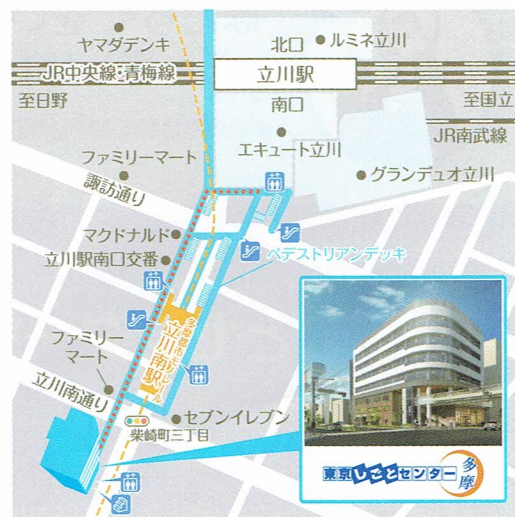 ヤマダデンキ
北口
ルミネ立川
JR中央線・青梅線
立川駅
至日野
南口
至国立
JR南武線
ファミリーマート
エキュート立川
グランデュオ立川
諏訪通り
マクドナルド
ペデストリアンデッキ
立川駅南口交番
多摩都市モノレール
立川南駅
ファミリー
マート
立川南通り
セブンイレブン
柴崎町三丁目
東京しごとセンター多摩